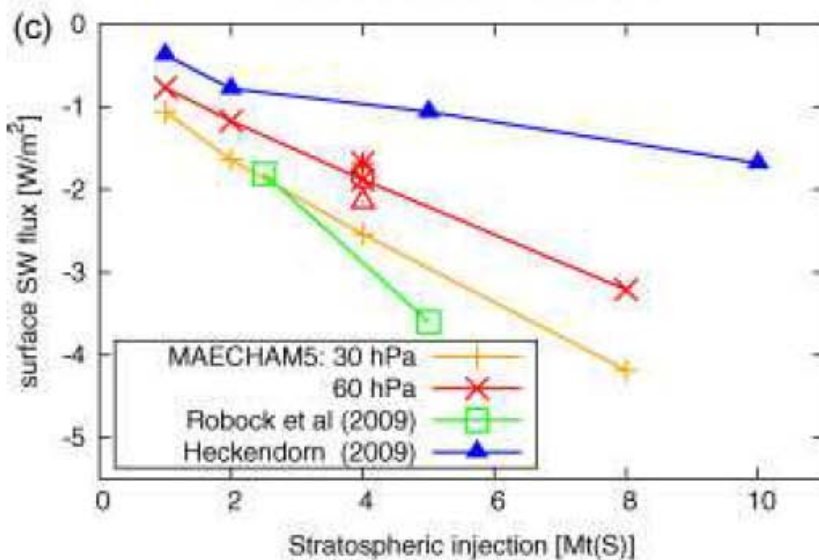 (c)
0
-1
-2
-3
-4
-5
surface SW flux [W/m²]
MAECHAM5: 30 hPa
60 hPa
Robock et al (2009)
Heckendorn (2009)
0 2 4 6 8 10
Stratospheric injection [Mt(S)]